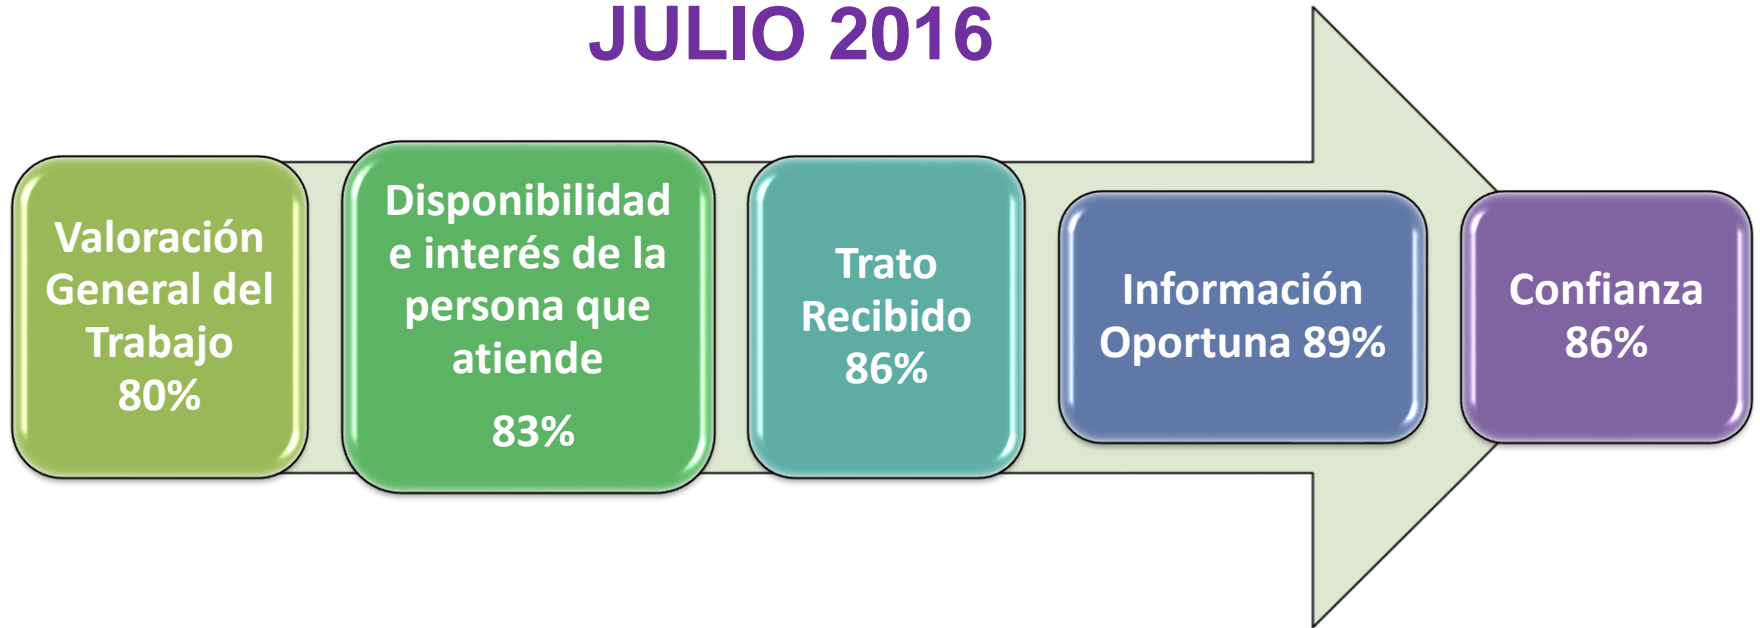 JULIO 2016
Valoración
General del
Trabajo
80%
Disponibilidad
e interés de la
persona que
atiende
83%
Trato
Recibido
86%
Información
Oportuna 89%
Confianza
86%